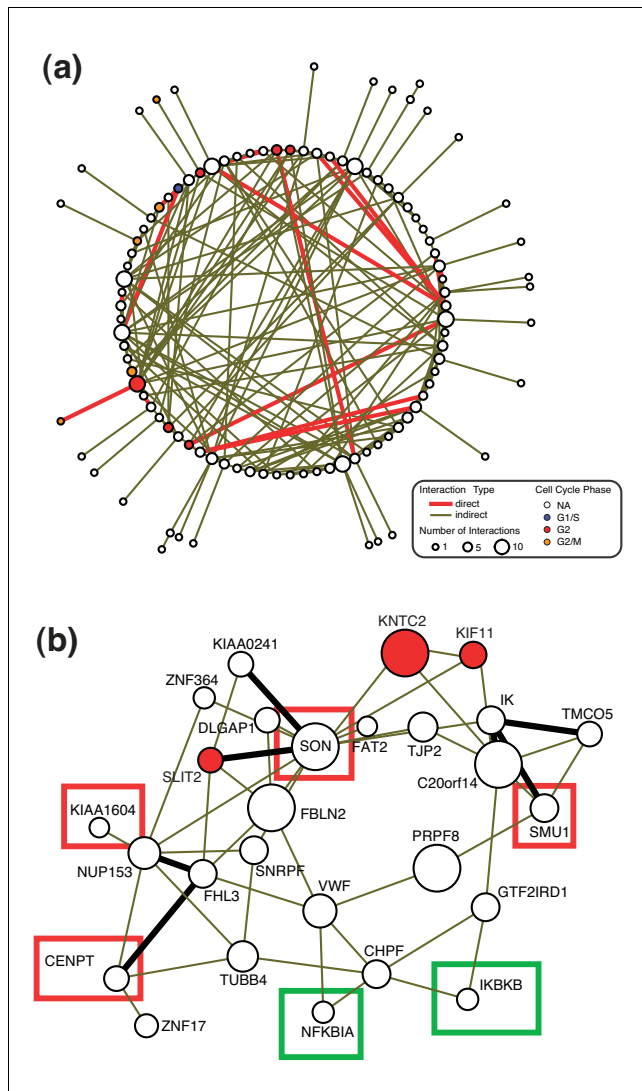 (a)
Interaction Type
direct
indirect
Number of Interactions
1 5 10
Cell Cycle Phase
NA
G1/S
G2
G2/M
(b)
KNTC2
KIF11
KIAA0241
ZNF364
DLGAP1
IK
TMCO5
SON
FAT2
TJP2
SLIT2
C20orf14
KIAA1604
FBLN2
SMU1
PRPF8
NUP153
SNRPF
FHL3
VWF
GTF2IRD1
CENPT
CHPF
TUBB4
IKBKB
ZNF17
NFKBIA